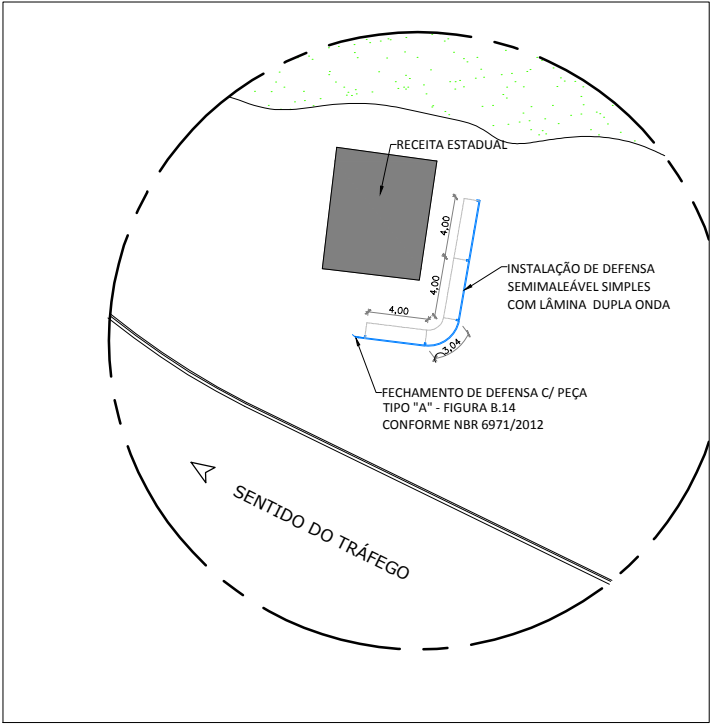 RECEITA ESTADUAL
4,00
4,00
4,00
3,04
INSTALAÇÃO DE DEFENSA
SEMIMALEÁVEL SIMPLES
COM LÂMINA DUPLA ONDA
FECHAMENTO DE DEFENSA C/ PEÇA
TIPO "A" - FIGURA B.14
CONFORME NBR 6971/2012
SENTIDO DO TRÁFEGO